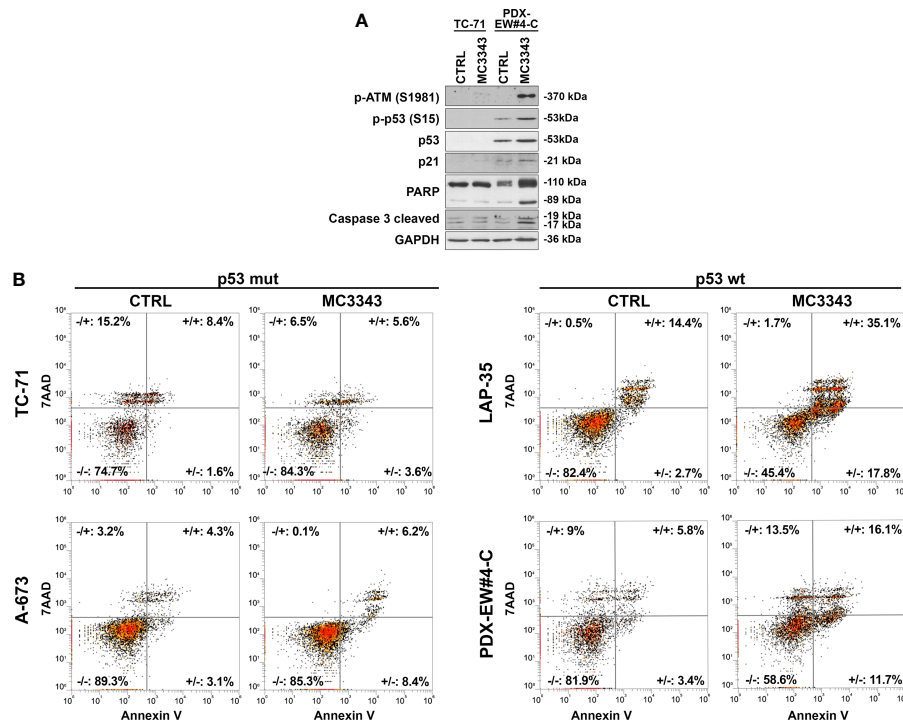 A
TC-71
PDX-
EW#4-C
CTRL
MC3343
CTRL
MC3343
p-ATM (S1981)
-370 kDa
p-p53 (S15)
-53kDa
p53
-53kDa
p21
-21 kDa
PARP
-110 kDa
-89 kDa
Caspase 3 cleaved
-19 kDa
-17 kDa
GAPDH
-36 kDa
B
p53 mut
p53 wt
CTRL
MC3343
CTRL
MC3343
TC-71
7AAD
-/+: 15.2%
+/+: 8.4%
-/-: 74.7%
+/-: 1.6%
-/+: 6.5%
+/+: 5.6%
-/-: 84.3%
+/-: 3.6%
LAP-35
7AAD
-/+: 0.5%
+/+: 14.4%
-/-: 82.4%
+/-: 2.7%
-/+: 1.7%
+/+: 35.1%
-/-: 45.4%
+/-: 17.8%
A-673
7AAD
-/+: 3.2%
+/+: 4.3%
-/-: 89.3%
+/-: 3.1%
-/+: 0.1%
+/+: 6.2%
-/-: 85.3%
+/-: 8.4%
PDX-EW#4-C
7AAD
-/+: 9%
+/+: 5.8%
-/-: 81.9%
+/-: 3.4%
-/+: 13.5%
+/+: 16.1%
-/-: 58.6%
+/-: 11.7%
Annexin V
Annexin V
Annexin V
Annexin V